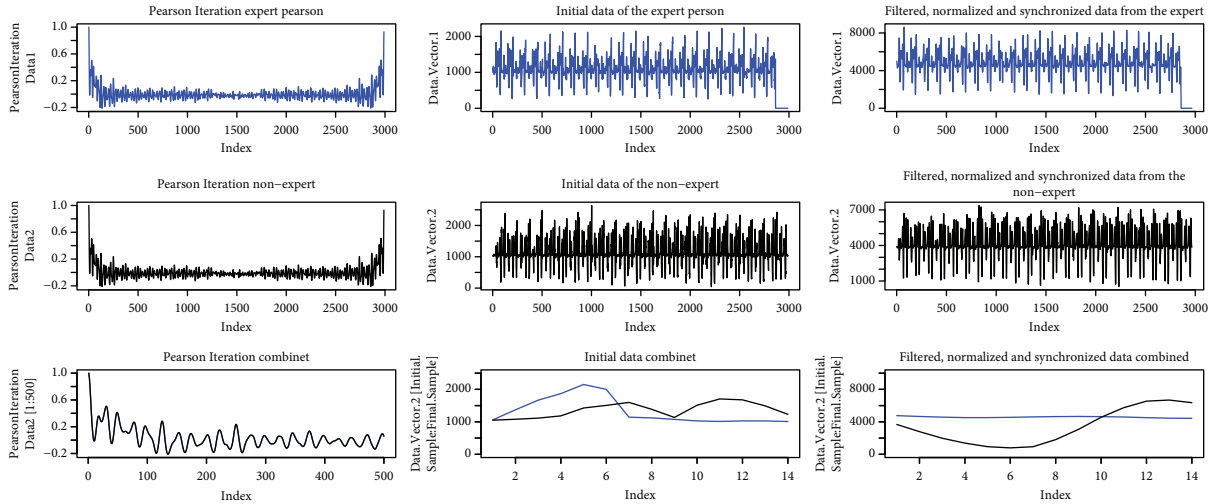 Pearson Iteration expert pearson
PearsonIteration
Data1
1.0
0.6
0.2
−0.2
0 500 1000 1500 2000 2500 3000
Index
Initial data of the expert person
Data.Vector.1
2000
1000
0
0 500 1000 1500 2000 2500 3000
Index
Filtered, normalized and synchronized data from the expert
Data.Vector.1
8000
4000
0
0 500 1000 1500 2000 2500 3000
Index
Pearson Iteration non−expert
PearsonIteration
Data2
1.0
0.6
0.2
−0.2
0 500 1000 1500 2000 2500 3000
Index
Initial data of the non−expert
Data.Vector.2
2000
1000
0
0 500 1000 1500 2000 2500 3000
Index
Filtered, normalized and synchronized data from the
non−expert
Data.Vector.2
7000
4000
1000
0 500 1000 1500 2000 2500 3000
Index
Pearson Iteration combinet
PearsonIteration
Data2 [1:500]
1.0
0.6
0.2
−0.2
0 100 200 300 400 500
Index
Initial data combinet
Data.Vector.2 [Initial.
Sample:Final.Sample]
2000
1000
0
2 4 6 8 10 12 14
Index
Filtered, normalized and synchronized data combined
Data.Vector.2 [Initial.
Sample:Final.Sample]
8000
4000
0
2 4 6 8 10 12 14
Index